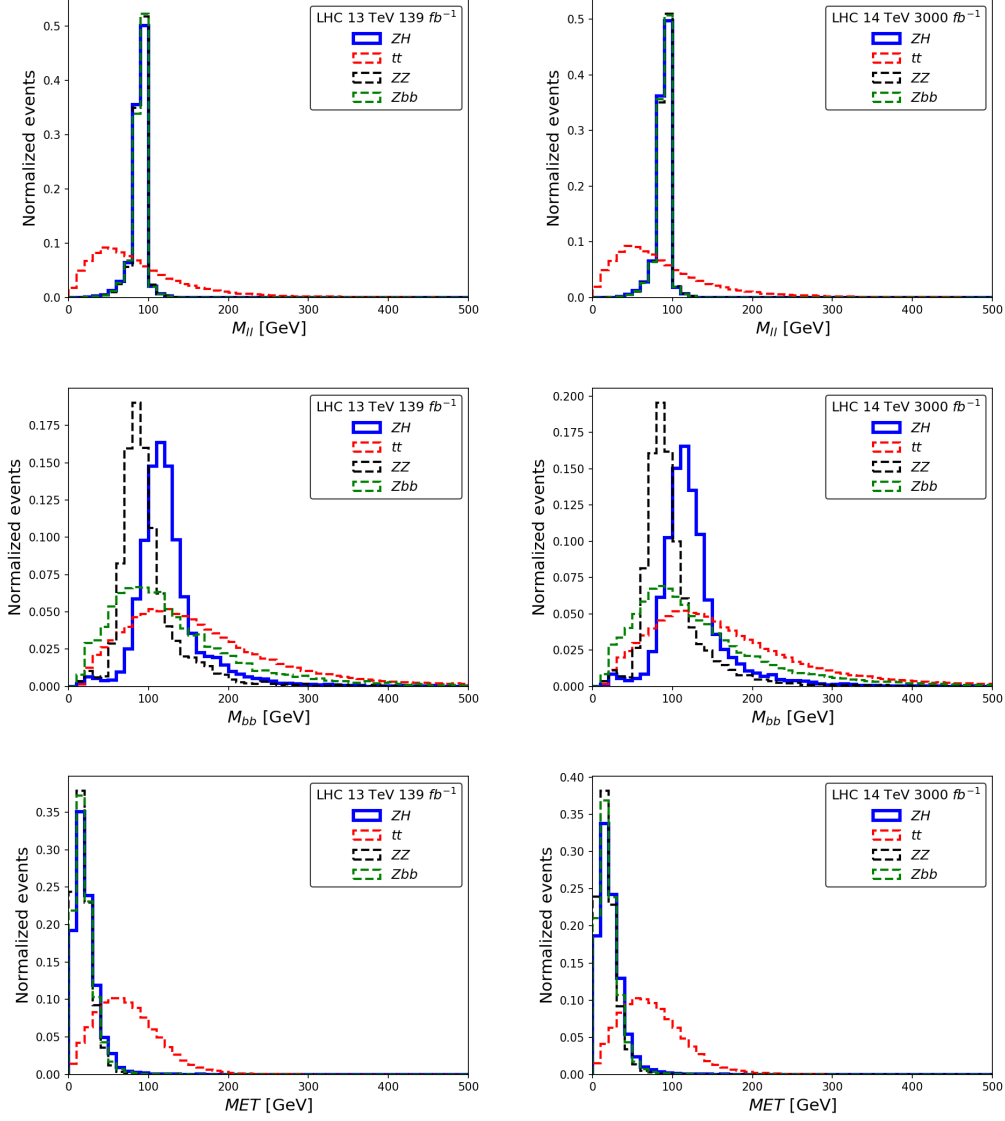 LHC 13 TeV 139 fb⁻¹
ZH
tt
ZZ
Zbb
Normalized events
0.5
0.4
0.3
0.2
0.1
0.0
0 100 200 300 400 500
M_ll [GeV]
LHC 14 TeV 3000 fb⁻¹
ZH
tt
ZZ
Zbb
Normalized events
0.5
0.4
0.3
0.2
0.1
0.0
0 100 200 300 400 500
M_ll [GeV]
LHC 13 TeV 139 fb⁻¹
ZH
tt
ZZ
Zbb
Normalized events
0.175
0.150
0.125
0.100
0.075
0.050
0.025
0.000
0 100 200 300 400 500
M_bb [GeV]
LHC 14 TeV 3000 fb⁻¹
ZH
tt
ZZ
Zbb
Normalized events
0.200
0.175
0.150
0.125
0.100
0.075
0.050
0.025
0.000
0 100 200 300 400 500
M_bb [GeV]
LHC 13 TeV 139 fb⁻¹
ZH
tt
ZZ
Zbb
Normalized events
0.35
0.30
0.25
0.20
0.15
0.10
0.05
0.00
0 100 200 300 400 500
MET [GeV]
LHC 14 TeV 3000 fb⁻¹
ZH
tt
ZZ
Zbb
Normalized events
0.40
0.35
0.30
0.25
0.20
0.15
0.10
0.05
0.00
0 100 200 300 400 500
MET [GeV]